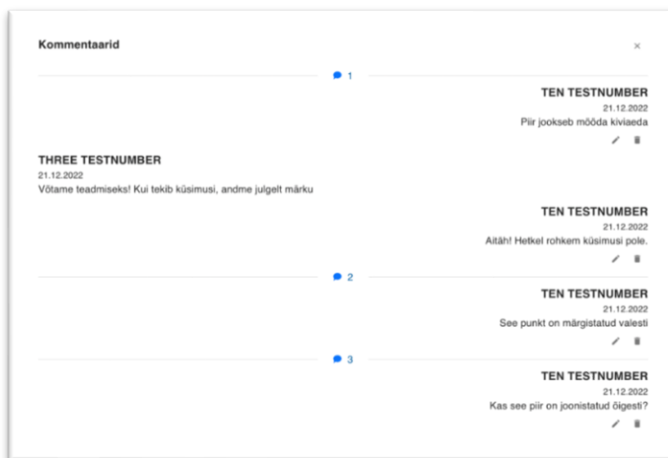 Kommentaarid
×
1
TEN TESTNUMBER
21.12.2022
Piir jookseb mööda kiviaeda
THREE TESTNUMBER
21.12.2022
Võtame teadmiseks! Kui tekib küsimusi, andme julgelt märku
TEN TESTNUMBER
21.12.2022
Aitäh! Hetkel rohkem küsimusi pole.
2
TEN TESTNUMBER
21.12.2022
See punkt on märgistatud valesti
3
TEN TESTNUMBER
21.12.2022
Kas see piir on joonistatud õigesti?